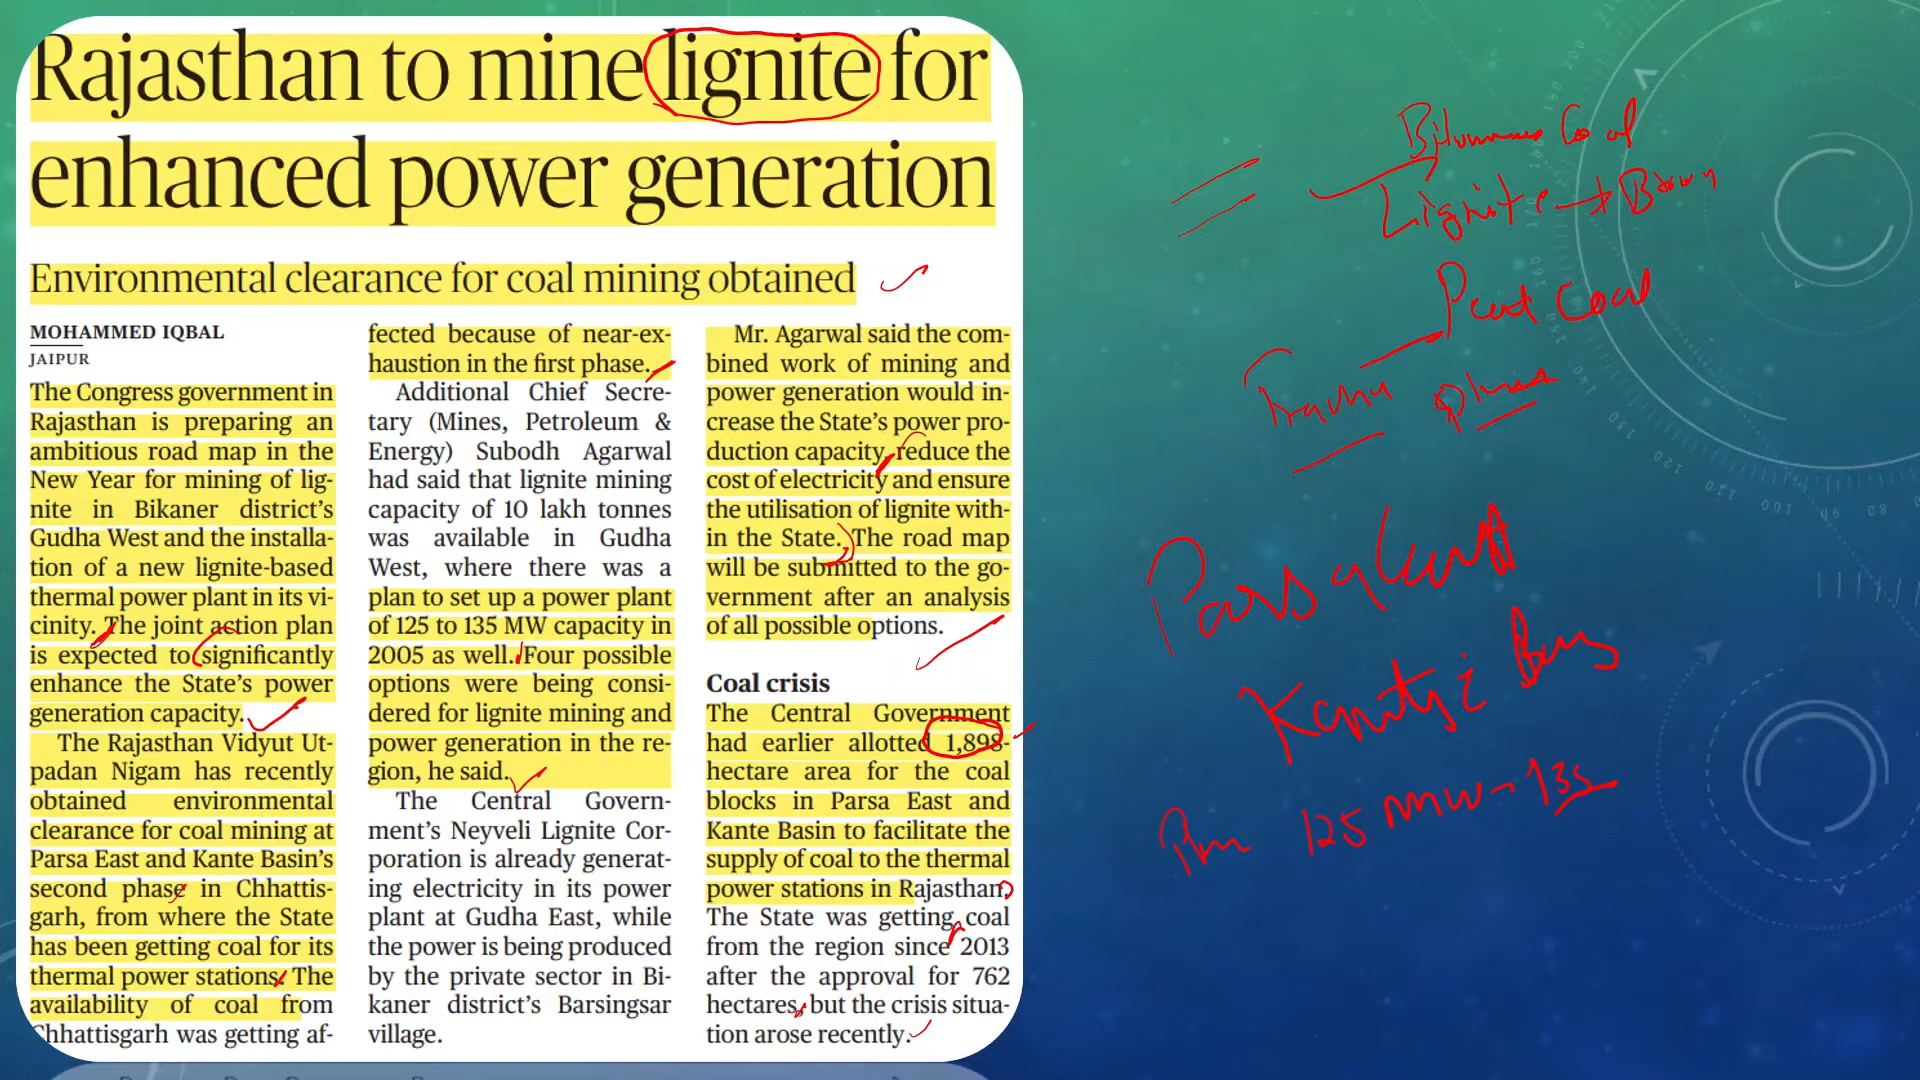 Rajasthan to mine lignite for
enhanced power generation
Environmental clearance for coal mining obtained
MOHAMMED IQBAL
JAIPUR
The Congress government in
Rajasthan is preparing an
ambitious road map in the
New Year for mining of lig-
nite in Bikaner district's
Gudha West and the installa-
tion of a new lignite-based
thermal power plant in its vi-
cinity. The joint action plan
is expected to significantly
enhance the State's power
generation capacity.
The Rajasthan Vidyut Ut-
padan Nigam has recently
obtained environmental
clearance for coal mining at
Parsa East and Kante Basin's
second phase in Chhattis-
garh, from where the State
has been getting coal for its
thermal power stations. The
availability of coal from
Chhattisgarh was getting af-
fected because of near-ex-
haustion in the first phase.
Additional Chief Secre-
tary (Mines, Petroleum &
Energy) Subodh Agarwal
had said that lignite mining
capacity of 10 lakh tonnes
was available in Gudha
West, where there was a
plan to set up a power plant
of 125 to 135 MW capacity in
2005 as well. Four possible
options were being consi-
dered for lignite mining and
power generation in the re-
gion, he said.
The Central Govern-
ment's Neyveli Lignite Cor-
poration is already generat-
ing electricity in its power
plant at Gudha East, while
the power is being produced
by the private sector in Bi-
kaner district's Barsingsar
village.
Mr. Agarwal said the com-
bined work of mining and
power generation would in-
crease the State's power pro-
duction capacity, reduce the
cost of electricity and ensure
the utilisation of lignite with-
in the State. The road map
will be submitted to the go-
vernment after an analysis
of all possible options.
Coal crisis
The Central Government
had earlier allotted 1,898-
hectare area for the coal
blocks in Parsa East and
Kante Basin to facilitate the
supply of coal to the thermal
power stations in Rajasthan.
The State was getting coal
from the region since 2013
after the approval for 762
hectares, but the crisis situa-
tion arose recently.
Coal
Lignite → Brown
Peat Coal
125 MW - 135